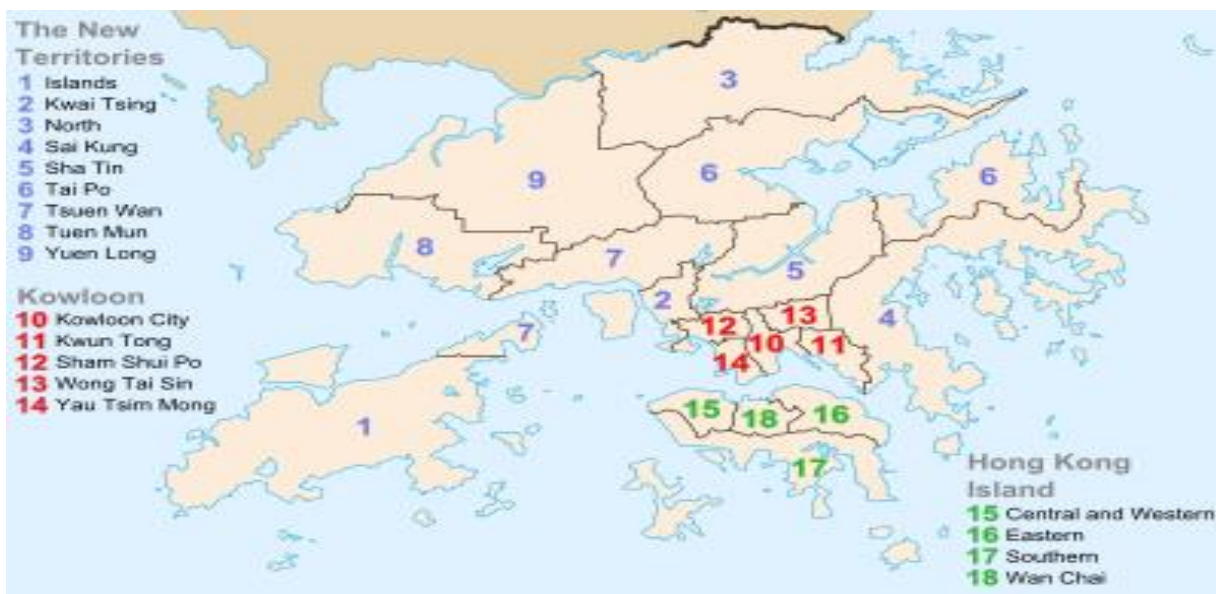 The New
Territories
1 Islands
2 Kwai Tsing
3 North
4 Sai Kung
5 Sha Tin
6 Tai Po
7 Tsuen Wan
8 Tuen Mun
9 Yuen Long
Kowloon
10 Kowloon City
11 Kwun Tong
12 Sham Shui Po
13 Wong Tai Sin
14 Yau Tsim Mong
3
9
6
6
8
7
5
2
4
7
13
12
10
11
14
1
15
18
16
17
Hong Kong
Island
15 Central and Western
16 Eastern
17 Southern
18 Wan Chai